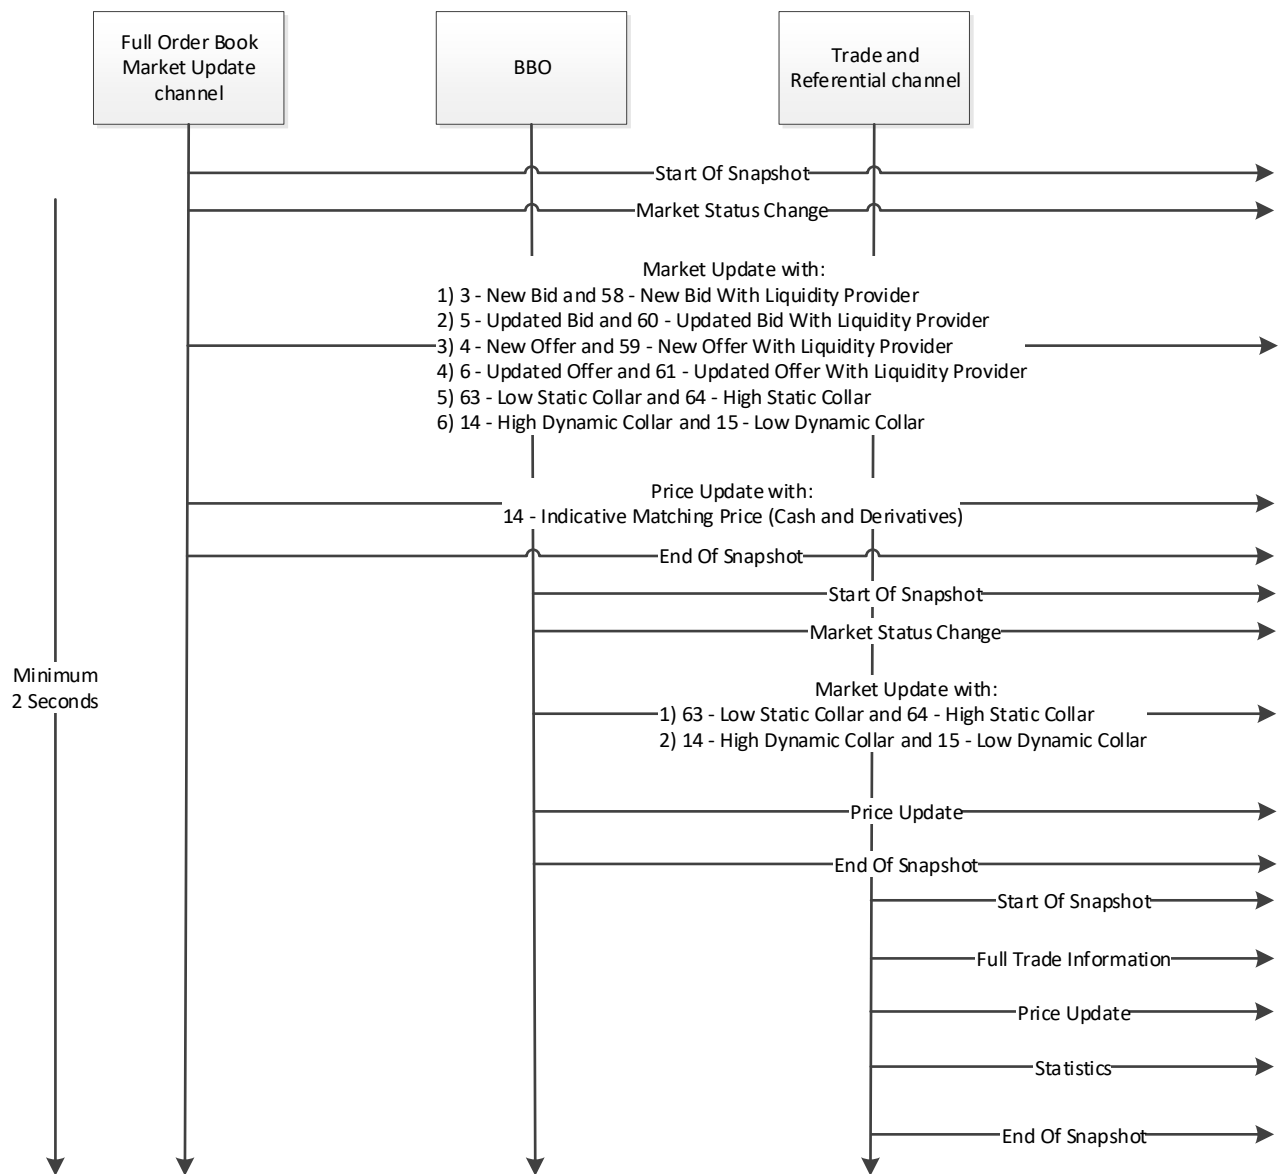 Full Order Book
Market Update
channel
BBO
Trade and
Referential channel
Start Of Snapshot
Market Status Change
Market Update with:
1) 3 - New Bid and 58 - New Bid With Liquidity Provider
2) 5 - Updated Bid and 60 - Updated Bid With Liquidity Provider
3) 4 - New Offer and 59 - New Offer With Liquidity Provider
4) 6 - Updated Offer and 61 - Updated Offer With Liquidity Provider
5) 63 - Low Static Collar and 64 - High Static Collar
6) 14 - High Dynamic Collar and 15 - Low Dynamic Collar
Price Update with:
14 - Indicative Matching Price (Cash and Derivatives)
End Of Snapshot
Start Of Snapshot
Market Status Change
Minimum
2 Seconds
Market Update with:
1) 63 - Low Static Collar and 64 - High Static Collar
2) 14 - High Dynamic Collar and 15 - Low Dynamic Collar
Price Update
End Of Snapshot
Start Of Snapshot
Full Trade Information
Price Update
Statistics
End Of Snapshot